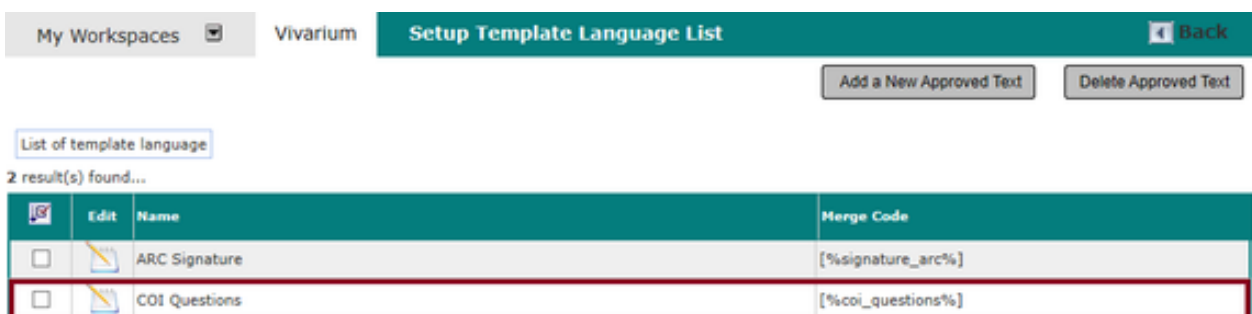 My Workspaces Vivarium Setup Template Language List Back
Add a New Approved Text Delete Approved Text
List of template language
2 result(s) found...
Edit Name Merge Code
ARC Signature [%signature_arc%]
COI Questions [%coi_questions%]